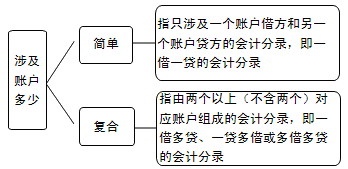 涉及
账户
多少
简单
指只涉及一个账户借方和另一
个账户贷方的会计分录，即一
借一贷的会计分录
复合
指由两个以上（不含两个）对
应账户组成的会计分录，即一
借多贷、一贷多借或多借多贷
的会计分录